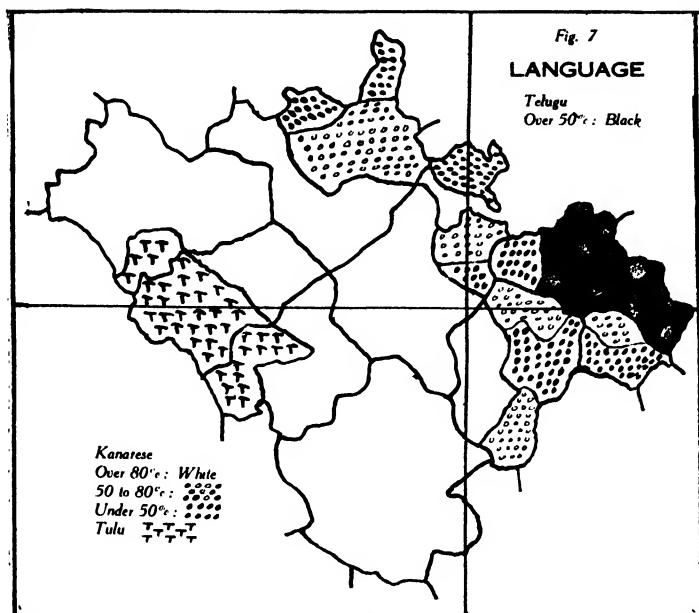 Fig. 7
LANGUAGE
Telugu
Over 50%: Black
Kanarese
Over 80%: White
50 to 80%:
Under 50%:
Tulu